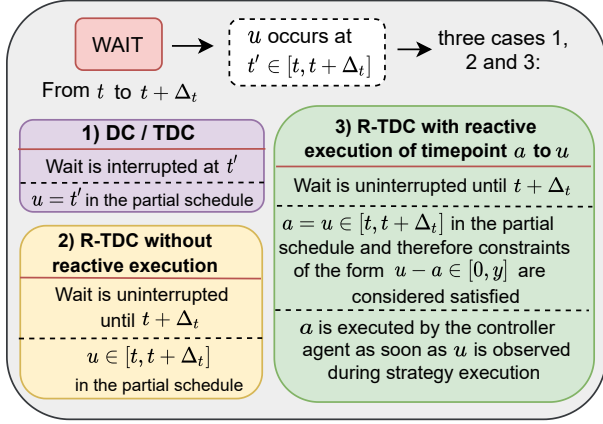 WAIT
From t to t + Δₜ
u occurs at
t′ ∈ [t, t + Δₜ]
three cases 1,
2 and 3:
1) DC / TDC
Wait is interrupted at t′
u = t′ in the partial schedule
2) R-TDC without
reactive execution
Wait is uninterrupted
until t + Δₜ
u ∈ [t, t + Δₜ]
in the partial schedule
3) R-TDC with reactive
execution of timepoint a to u
Wait is uninterrupted until t + Δₜ
a = u ∈ [t, t + Δₜ] in the partial
schedule and therefore constraints
of the form u − a ∈ [0, y] are
considered satisfied
a is executed by the controller
agent as soon as u is observed
during strategy execution